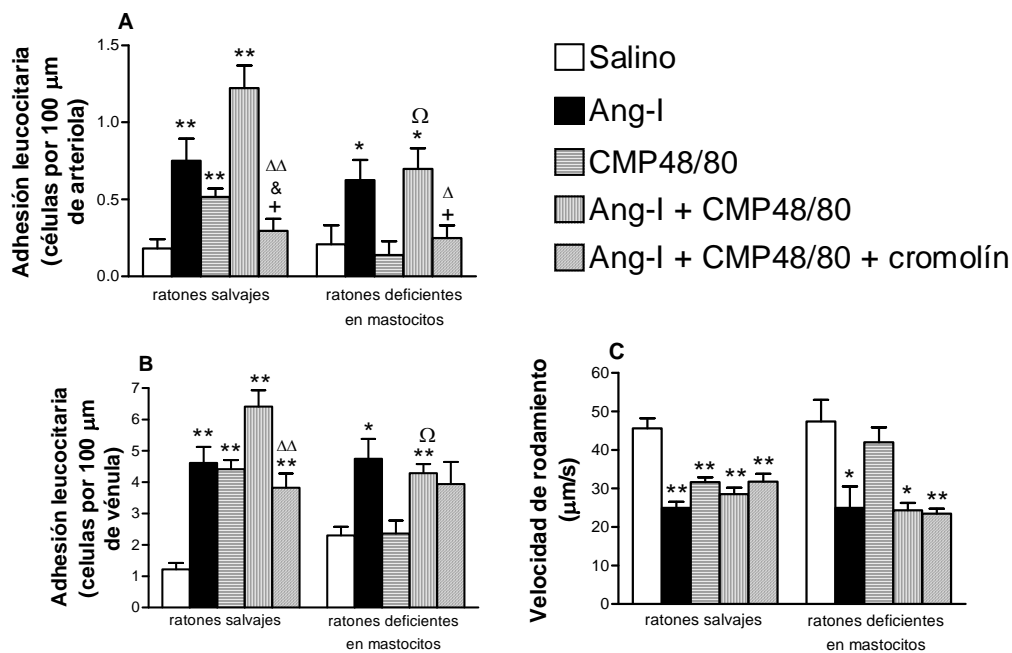 A
Adhesión leucocitaria
(células por 100 µm
de arteriola)
1.5
1.0
0.5
0.0
**
**
**
ΔΔ
&
+
*
Ω
*
Δ
+
ratones salvajes
ratones deficientes
en mastocitos
Salino
Ang-I
CMP48/80
Ang-I + CMP48/80
Ang-I + CMP48/80 + cromolín
B
Adhesión leucocitaria
(celulas por 100 µm
de vénula)
7
6
5
4
3
2
1
0
**
**
**
ΔΔ
**
*
Ω
**
ratones salvajes
ratones deficientes
en mastocitos
C
Velocidad de rodamiento
(µm/s)
60
50
40
30
20
10
0
**
**
**
**
*
*
**
ratones salvajes
ratones deficientes
en mastocitos